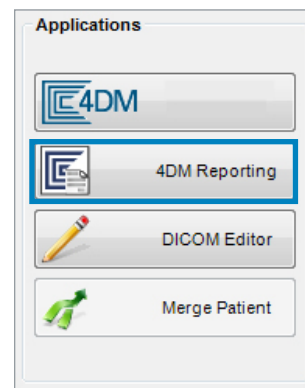 Applications
4DM
4DM Reporting
DICOM Editor
Merge Patient